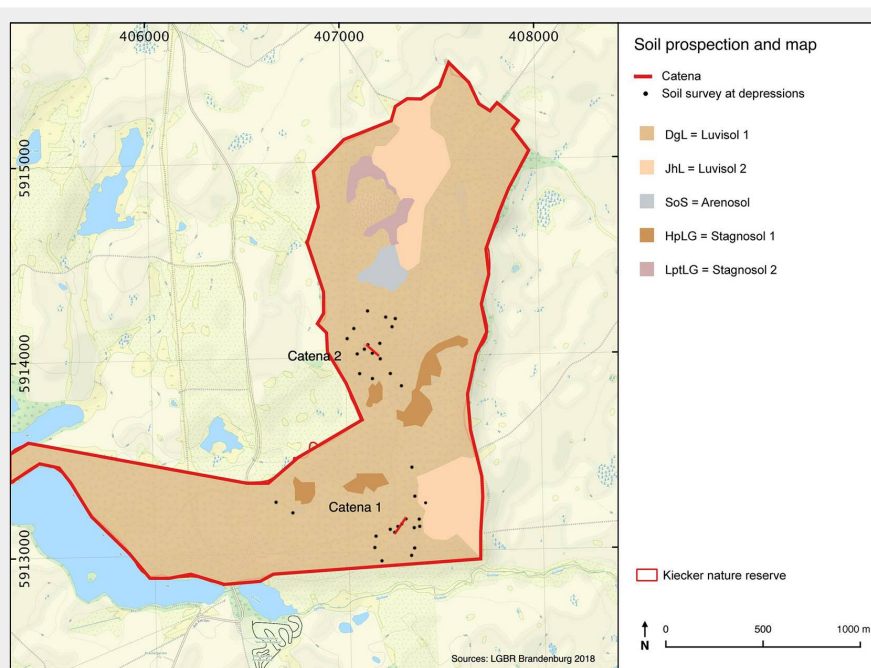 406000
407000
408000
5915000
5914000
5913000
Catena 2
Catena 1
Sources: LGBR Brandenburg 2018
Soil prospection and map
Catena
Soil survey at depressions
DgL = Luvisol 1
JhL = Luvisol 2
SoS = Arenosol
HpLG = Stagnosol 1
LptLG = Stagnosol 2
Kiecker nature reserve
N
0 500 1000 m